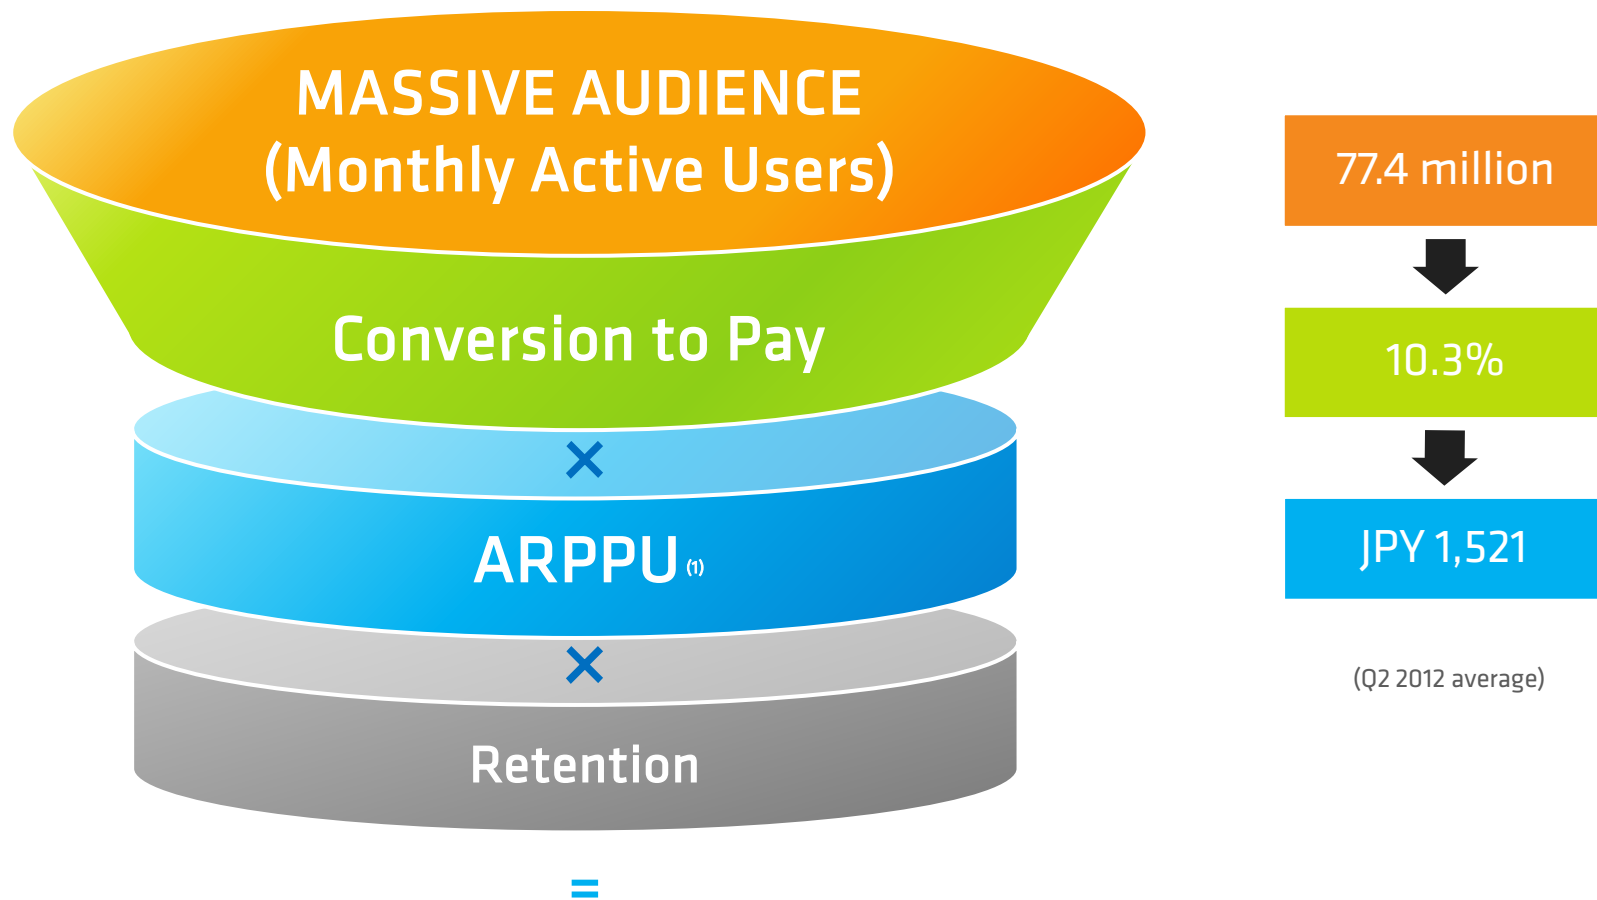 MASSIVE AUDIENCE
(Monthly Active Users)
77.4 million
Conversion to Pay
10.3%
×
ARPPU (1)
JPY 1,521
×
(Q2 2012 average)
Retention
=